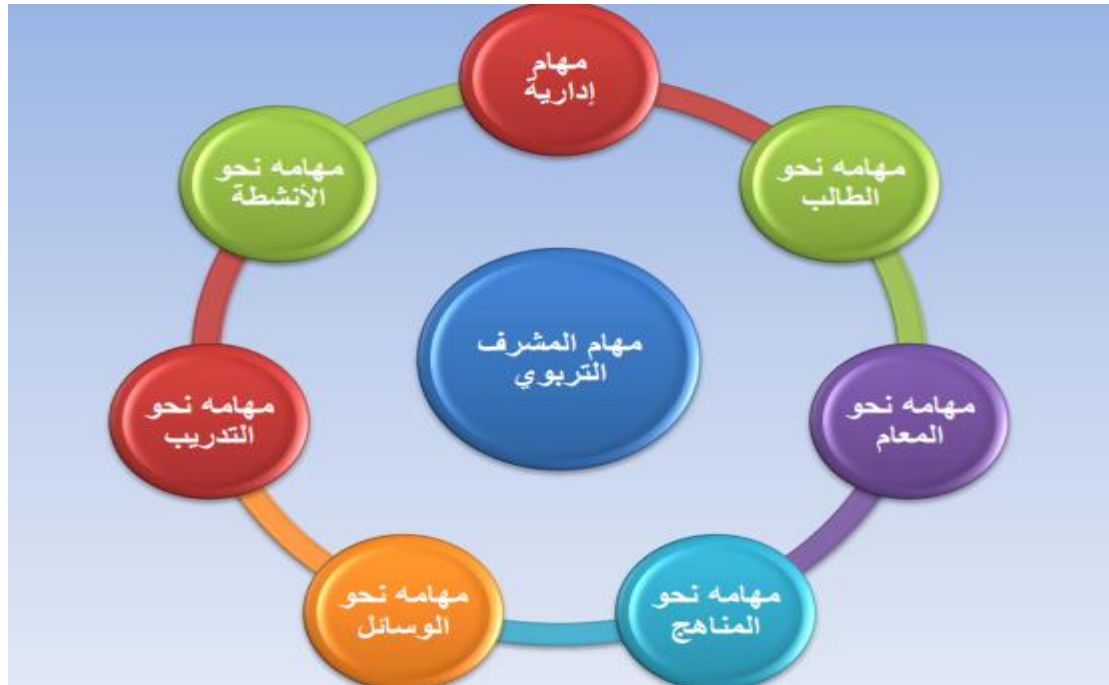 مهام
إدارية
مهامه نحو
الطالب
مهامه نحو
المعام
مهامه نحو
المناهج
مهامه نحو
الوسائل
مهامه نحو
التدريب
مهامه نحو
الأنشطة
مهام المشرف
التربوي